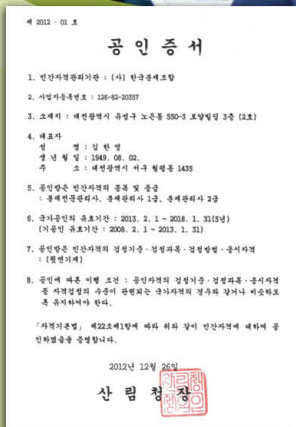 제 2012 - 01 호
공 인 증 서
1. 민간자격관리기관 : (사) 한국분재조합
2. 사업자등록번호 : 126-82-20357
3. 소재지 : 대전광역시 유성구 노은동 550-3 로얄빌딩 3층 (2호)
4. 대표자
성 명 : 김 한 영
생 년 월 일 : 1949. 08. 02.
주 소 : 대전광역시 서구 월평동 1435
5. 공인받은 민간자격의 종목 및 등급
: 분재전문관리사, 분재관리사 1급, 분재관리사 2급
6. 국가공인의 유효기간 : 2013. 2. 1 ~ 2018. 1. 31(5년)
(기공인 유효기간 : 2008. 2. 1 ~ 2013. 1. 31)
7. 공인받은 민간자격의 검정기준·검정과목·검정방법·응시자격
: (뒷면기재)
8. 공인에 따른 이행 조건 : 공인자격의 검정기준·검정과목·응시자격
등 자격검정의 수준이 관련되는 국가자격의 경우와 같거나 비슷하도
록 유지하여야 한다.
「자격기본법」 제22조제1항에 따라 위와 같이 민간자격에 대하여 공
인하였음을 증명합니다.
2012년 12월 26일
산 림 청 장